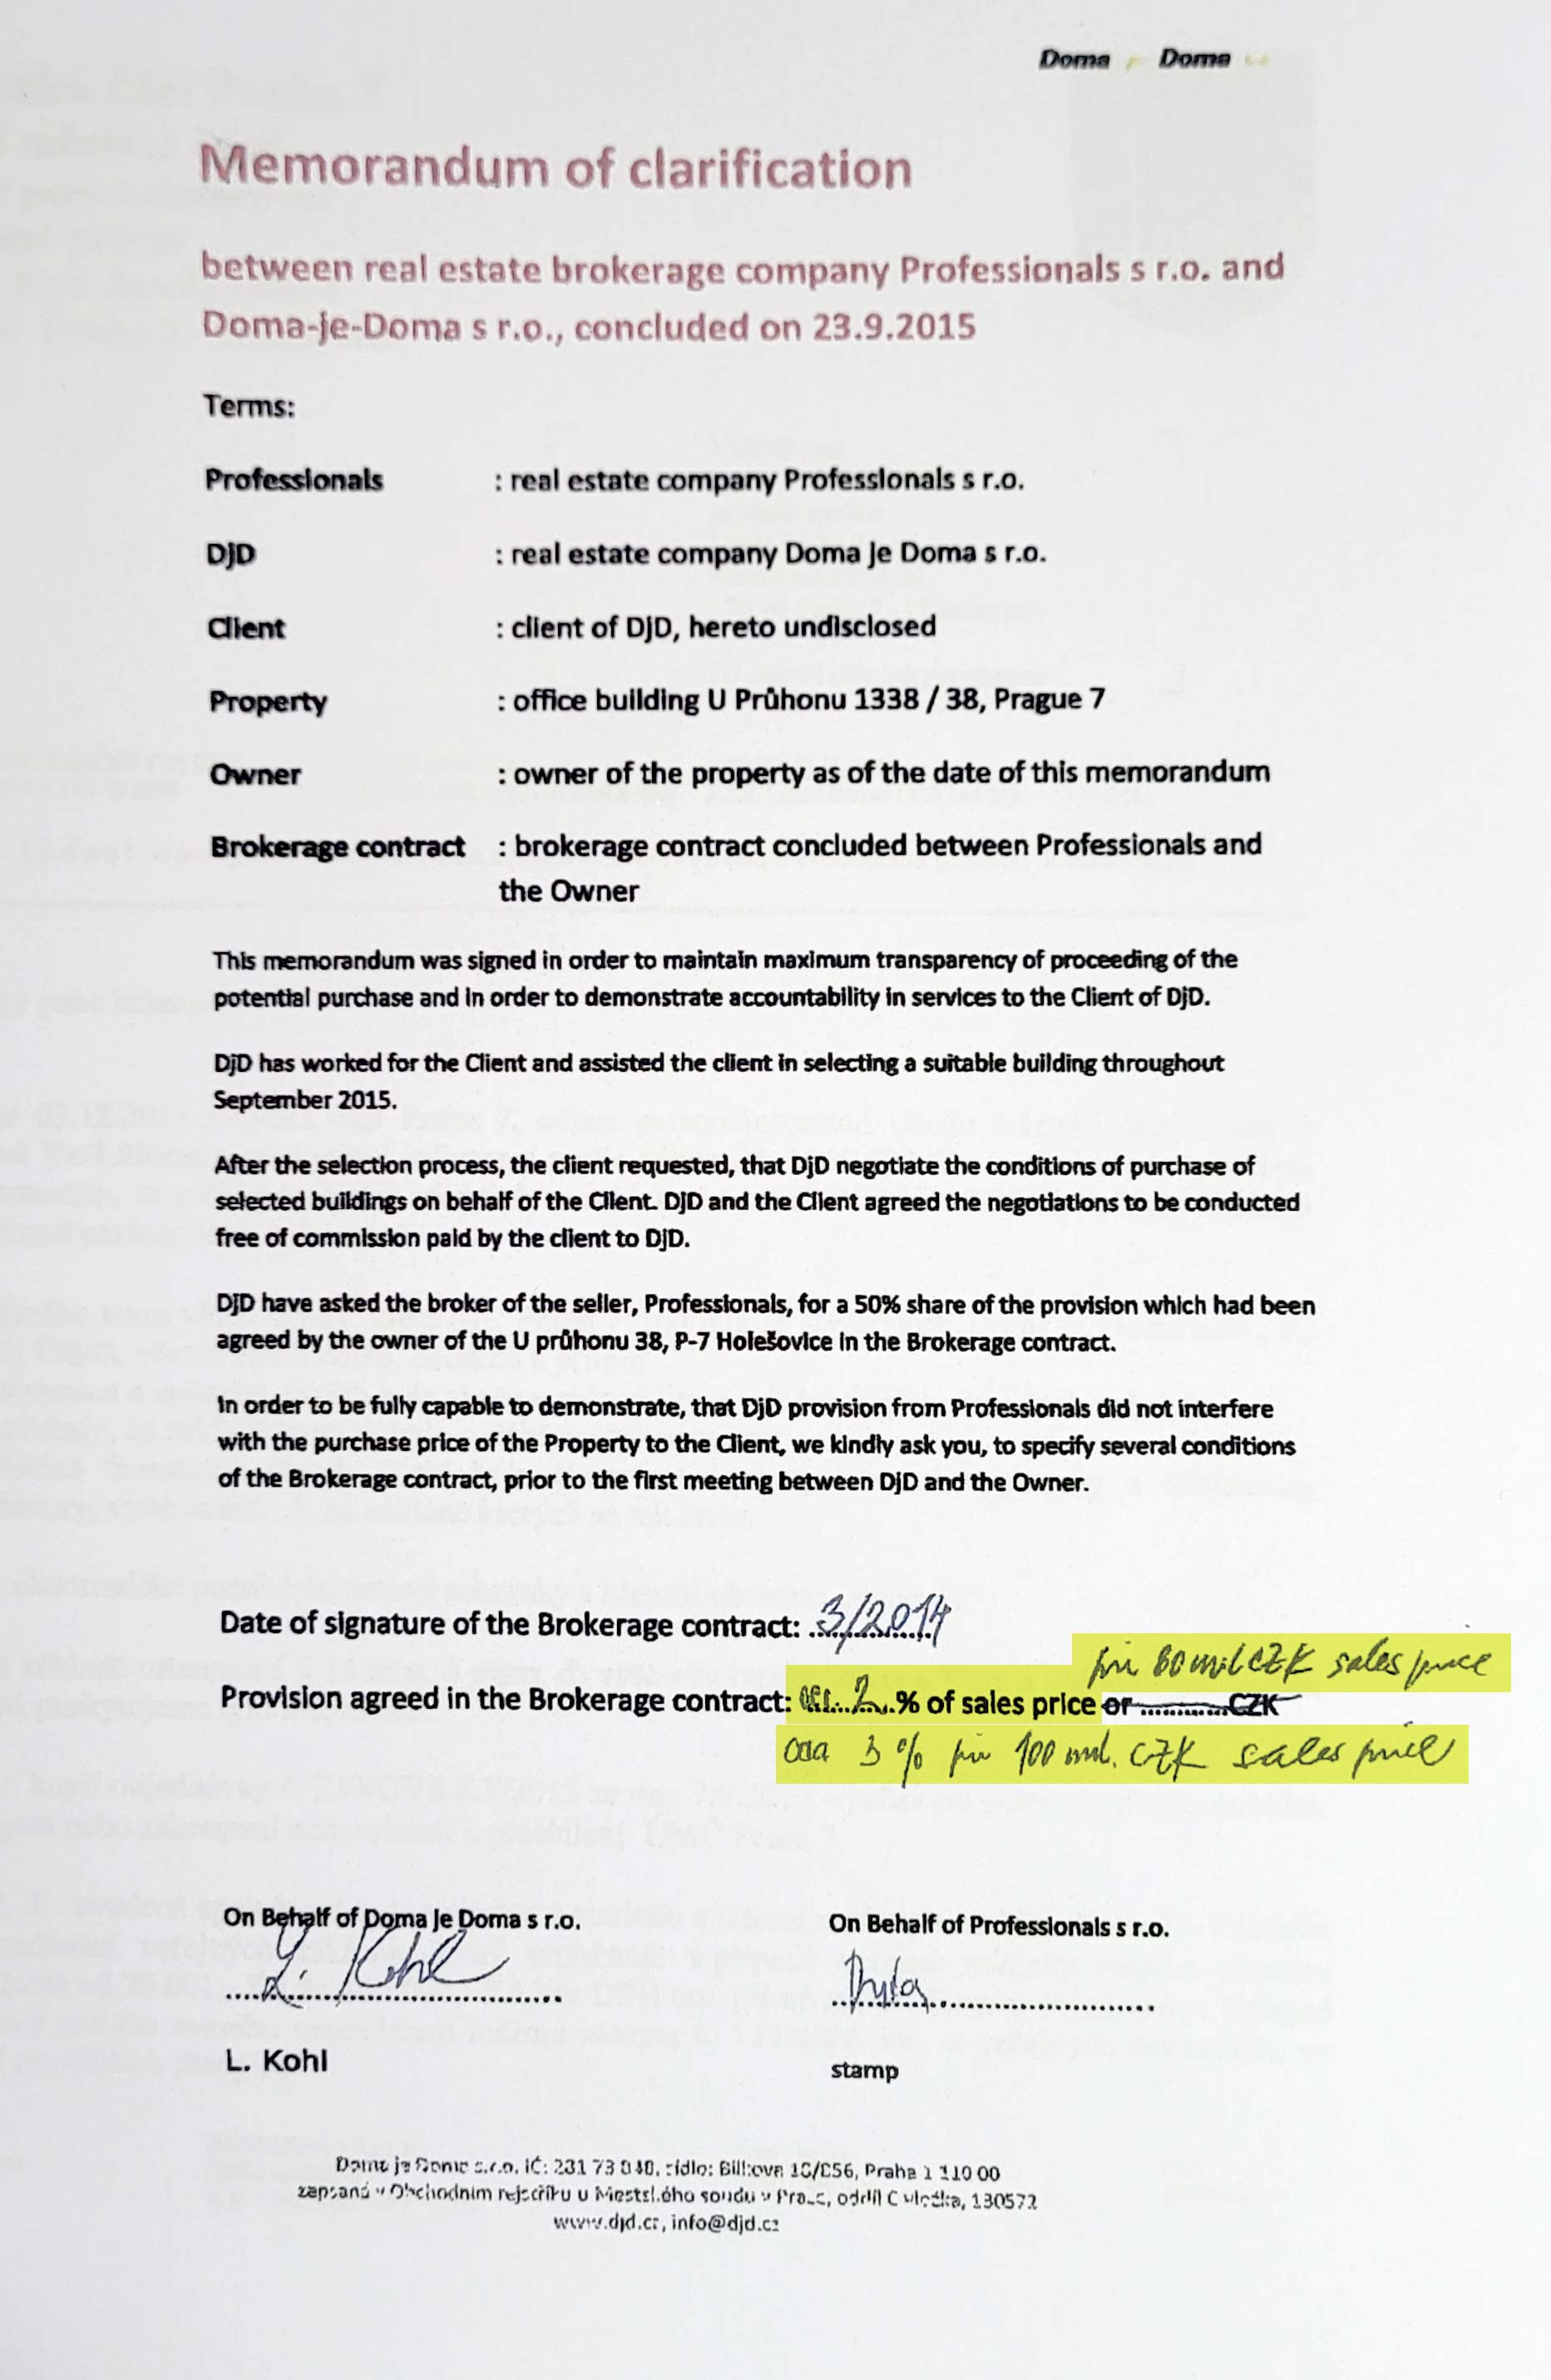 Doma Doma
Memorandum of clarification
between real estate brokerage company Professionals s r.o. and
Doma-je-Doma s r.o., concluded on 23.9.2015
Terms:
Professionals : real estate company Professionals s r.o.
DjD : real estate company Doma Je Doma s r.o.
Client : client of DjD, hereto undisclosed
Property : office building U Průhonu 1338 / 38, Prague 7
Owner : owner of the property as of the date of this memorandum
Brokerage contract : brokerage contract concluded between Professionals and
the Owner
This memorandum was signed in order to maintain maximum transparency of proceeding of the
potential purchase and in order to demonstrate accountability in services to the Client of DjD.
DjD has worked for the Client and assisted the client in selecting a suitable building throughout
September 2015.
After the selection process, the client requested, that DjD negotiate the conditions of purchase of
selected buildings on behalf of the Client. DjD and the Client agreed the negotiations to be conducted
free of commission paid by the client to DjD.
DjD have asked the broker of the seller, Professionals, for a 50% share of the provision which had been
agreed by the owner of the U průhonu 38, P-7 Holešovice in the Brokerage contract.
In order to be fully capable to demonstrate, that DjD provision from Professionals did not interfere
with the purchase price of the Property to the Client, we kindly ask you, to specify several conditions
of the Brokerage contract, prior to the first meeting between DjD and the Owner.
Date of signature of the Brokerage contract: 3/2014
při 80 mil CZK sales price
Provision agreed in the Brokerage contract: 2 % of sales price or ............CZK
cca 3 % při 100 mil. CZK sales price
On Behalf of Doma Je Doma s r.o. On Behalf of Professionals s r.o.
L. Kohl
L. Kohl stamp
Doma je Doma s.r.o. IČ: 281 73 040, sídlo: Bílkova 16/856, Praha 1 110 00
zapsaná v Obchodním rejstříku u Městského soudu v Praze, oddíl C vložka, 130572
www.djd.cz, info@djd.cz